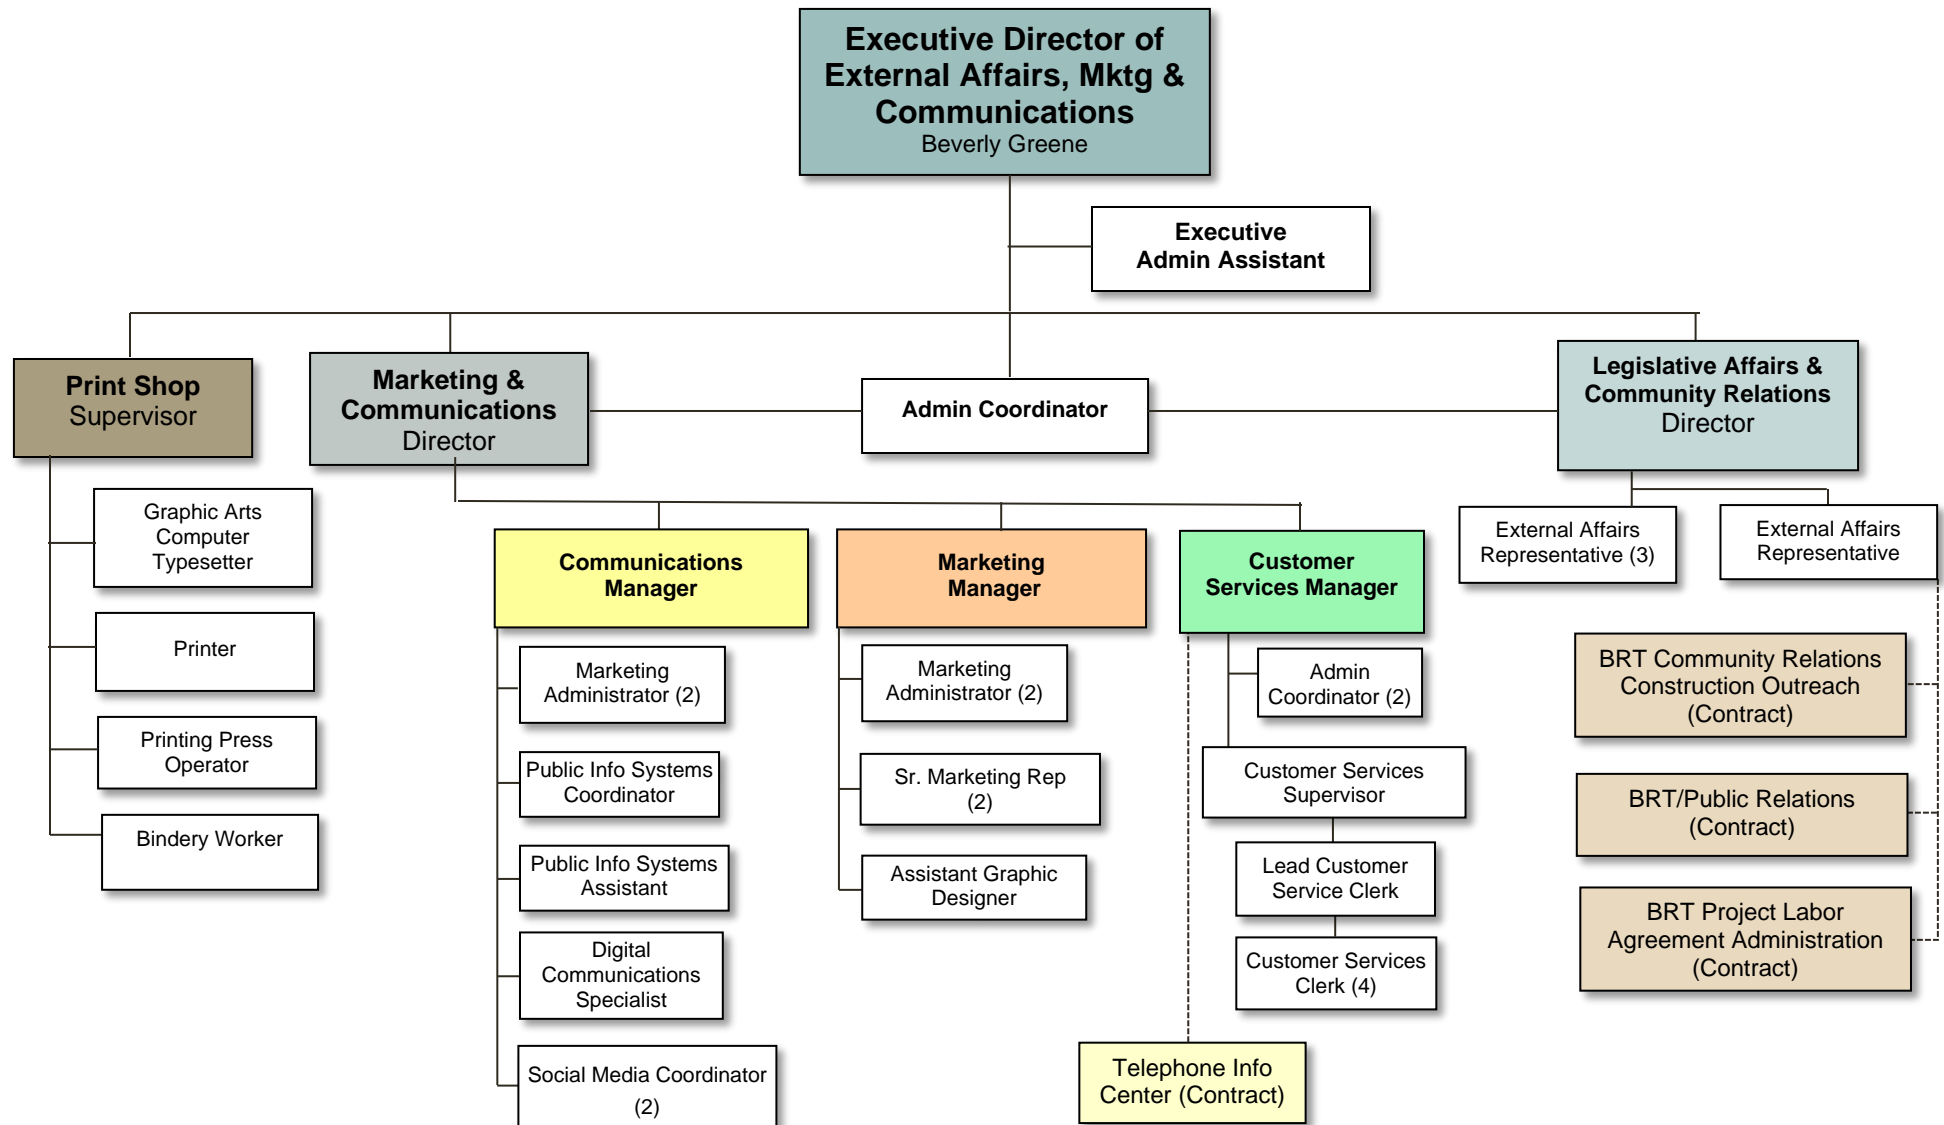 Executive Director of
External Affairs, Mktg &
Communications
Beverly Greene
Executive
Admin Assistant
Print Shop
Supervisor
Marketing &
Communications
Director
Admin Coordinator
Legislative Affairs &
Community Relations
Director
Graphic Arts
Computer
Typesetter
Printer
Printing Press
Operator
Bindery Worker
Communications
Manager
Marketing
Administrator (2)
Public Info Systems
Coordinator
Public Info Systems
Assistant
Digital
Communications
Specialist
Social Media Coordinator
(2)
Marketing
Manager
Marketing
Administrator (2)
Sr. Marketing Rep
(2)
Assistant Graphic
Designer
Customer
Services Manager
Admin
Coordinator (2)
Customer Services
Supervisor
Lead Customer
Service Clerk
Customer Services
Clerk (4)
Telephone Info
Center (Contract)
External Affairs
Representative (3)
External Affairs
Representative
BRT Community Relations
Construction Outreach
(Contract)
BRT/Public Relations
(Contract)
BRT Project Labor
Agreement Administration
(Contract)